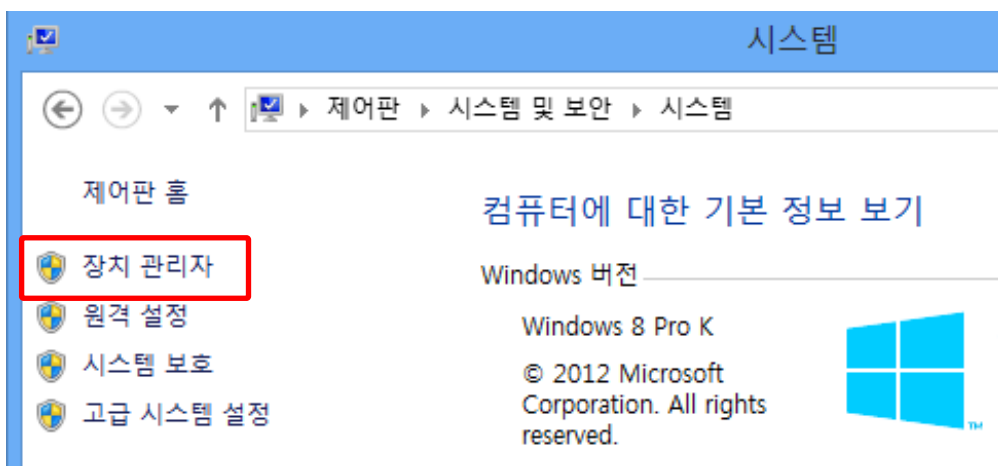 시스템
제어판 ▸ 시스템 및 보안 ▸ 시스템
제어판 홈
컴퓨터에 대한 기본 정보 보기
장치 관리자
Windows 버전
원격 설정
Windows 8 Pro K
시스템 보호
© 2012 Microsoft
Corporation. All rights
reserved.
고급 시스템 설정
TM